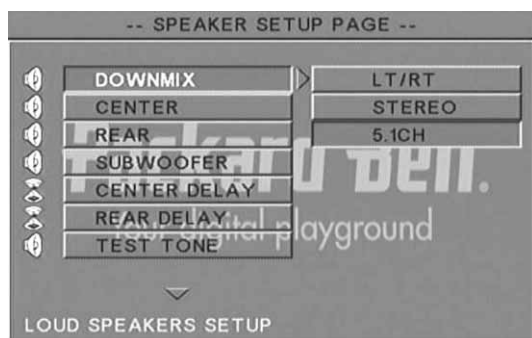 -- SPEAKER SETUP PAGE --
DOWNMIX
LT/RT
CENTER
STEREO
REAR
5.1CH
SUBWOOFER
CENTER DELAY
REAR DELAY
TEST TONE
Packard Bell.
Your digital playground
LOUD SPEAKERS SETUP